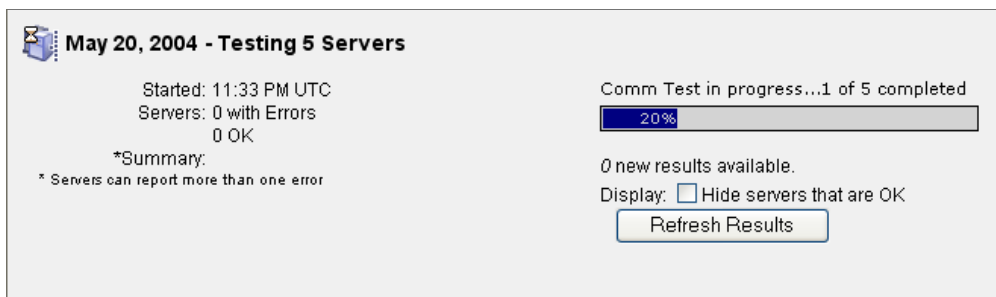 May 20, 2004 - Testing 5 Servers
Started: 11:33 PM UTC
Servers: 0 with Errors
0 OK
*Summary:
* Servers can report more than one error
Comm Test in progress...1 of 5 completed
20%
0 new results available.
Display: Hide servers that are OK
Refresh Results